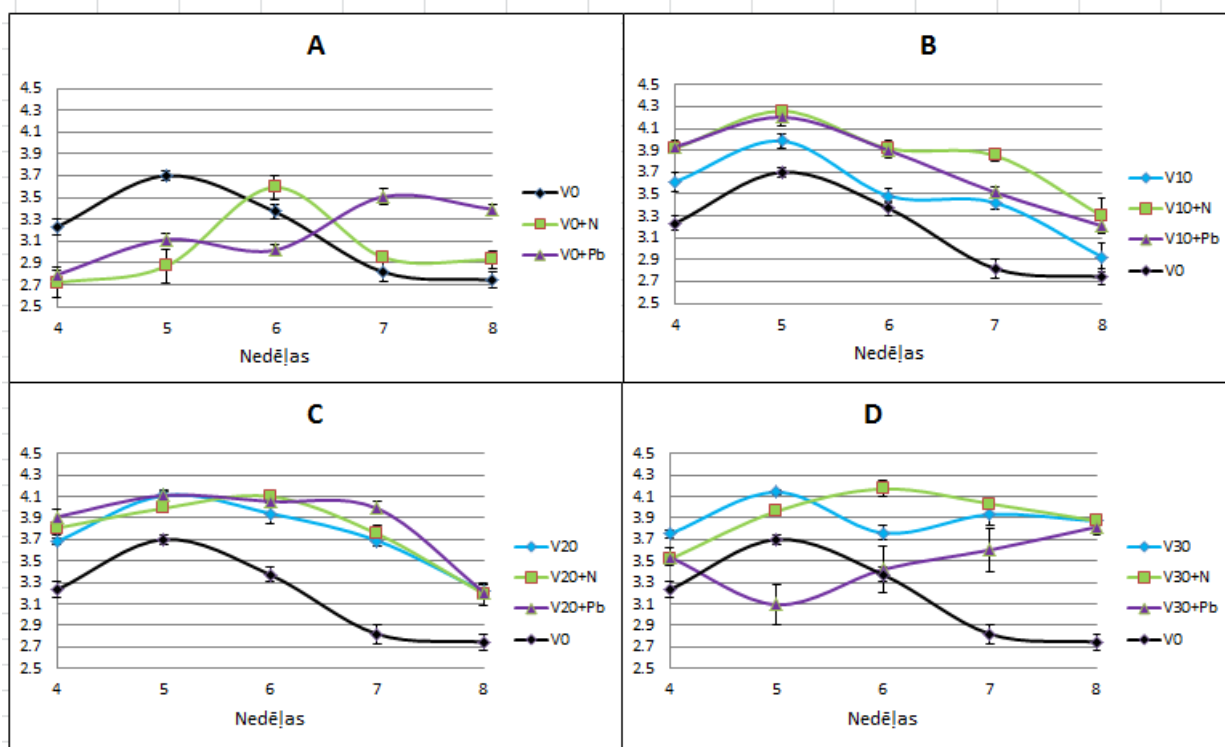 A
4.5
4.3
4.1
3.9
3.7
3.5
3.3
3.1
2.9
2.7
2.5
4 5 6 7 8
Nedēļas
V0
V0+N
V0+Pb
B
4.5
4.3
4.1
3.9
3.7
3.5
3.3
3.1
2.9
2.7
2.5
4 5 6 7 8
Nedēļas
V10
V10+N
V10+Pb
V0
C
4.5
4.3
4.1
3.9
3.7
3.5
3.3
3.1
2.9
2.7
2.5
4 5 6 7 8
Nedēļas
V20
V20+N
V20+Pb
V0
D
4.5
4.3
4.1
3.9
3.7
3.5
3.3
3.1
2.9
2.7
2.5
4 5 6 7 8
Nedēļas
V30
V30+N
V30+Pb
V0